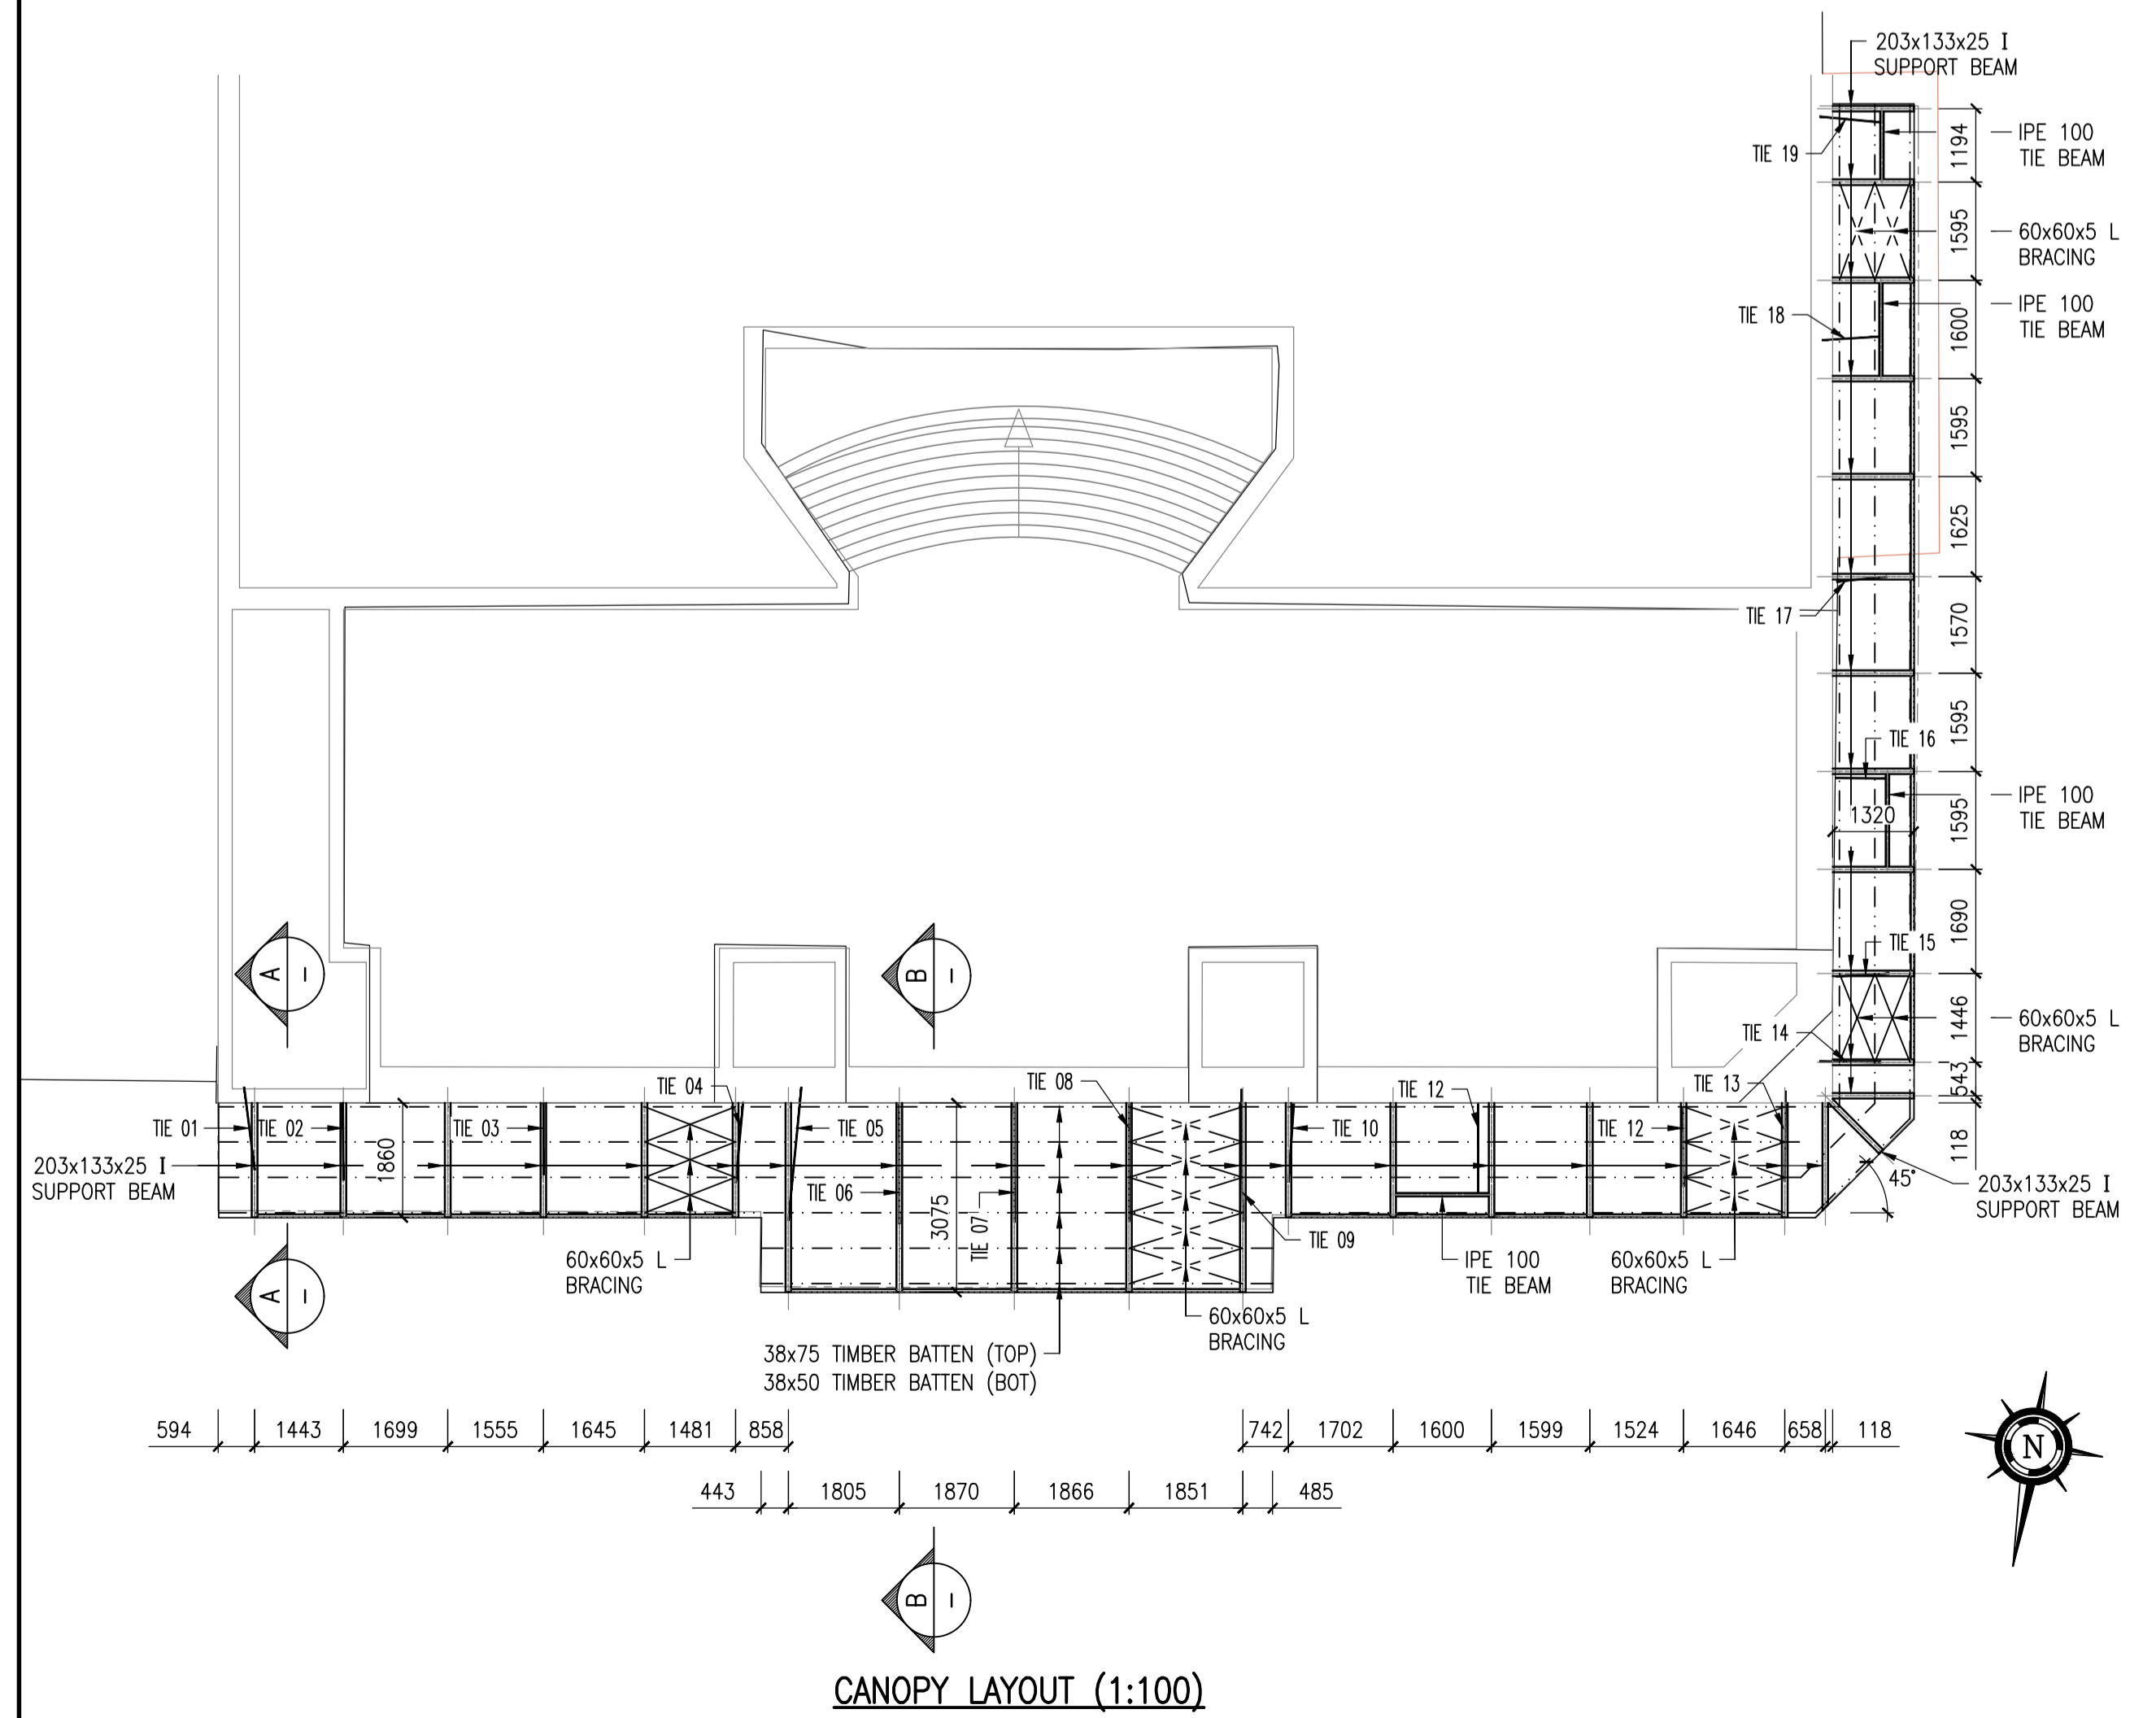 203x133x25 I
SUPPORT BEAM
TIE 19
1194
IPE 100
TIE BEAM
1595
60x60x5 L
BRACING
TIE 18
1600
IPE 100
TIE BEAM
1595
1625
TIE 17
1570
1595
TIE 16
1595
IPE 100
TIE BEAM
1320
1690
TIE 15
1446
60x60x5 L
BRACING
TIE 14
543
118
A
–
B
–
TIE 01
TIE 02
TIE 03
TIE 04
TIE 05
TIE 08
TIE 10
TIE 12
TIE 12
TIE 13
203x133x25 I
SUPPORT BEAM
1860
TIE 06
3075
TIE 07
TIE 09
45°
203x133x25 I
SUPPORT BEAM
A
–
60x60x5 L
BRACING
IPE 100
TIE BEAM
60x60x5 L
BRACING
60x60x5 L
BRACING
38x75 TIMBER BATTEN (TOP)
38x50 TIMBER BATTEN (BOT)
594 1443 1699 1555 1645 1481 858 742 1702 1600 1599 1524 1646 658 118
443 1805 1870 1866 1851 485
N
B
–
CANOPY LAYOUT (1:100)